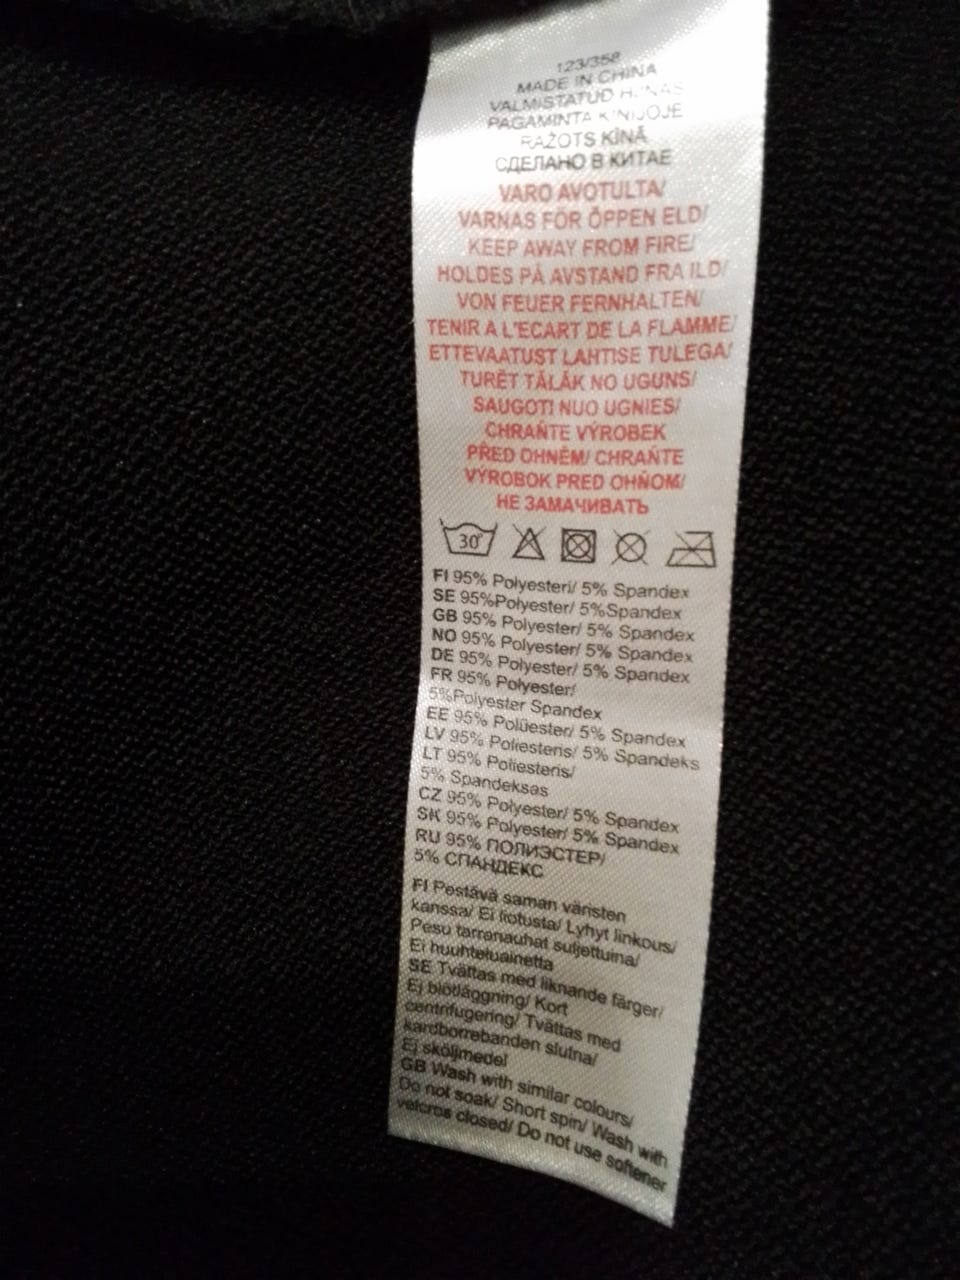 123/358
MADE IN CHINA
VALMISTATUD HIINAS
PAGAMINTA KINIJOJE
RAŽOTS ĶĪNĀ
СДЕЛАНО В КИТАЕ
VARO AVOTULTA/
VARNAS FÖR ÖPPEN ELD/
KEEP AWAY FROM FIRE/
HOLDES PÅ AVSTAND FRA ILD/
VON FEUER FERNHALTEN/
TENIR A L'ECART DE LA FLAMME/
ETTEVAATUST LAHTISE TULEGA/
TURĒT TĀLĀK NO UGUNS/
SAUGOTI NUO UGNIES/
CHRAŇTE VÝROBEK
PŘED OHNĚM/ CHRAŇTE
VÝROBOK PRED OHŇOM/
НЕ ЗАМАЧИВАТЬ
30°
FI 95% Polyesteri/ 5% Spandex
SE 95%Polyester/ 5%Spandex
GB 95% Polyester/ 5% Spandex
NO 95% Polyester/ 5% Spandex
DE 95% Polyester/ 5% Spandex
FR 95% Polyester/
5%Polyester Spandex
EE 95% Polüester/ 5% Spandex
LV 95% Poliesteris/ 5% Spandeks
LT 95% Poliesteris/
5% Spandeksas
CZ 95% Polyester/ 5% Spandex
SK 95% Polyester/ 5% Spandex
RU 95% ПОЛИЭСТЕР/
5% СПАНДЕКС
FI Pestävä saman väristen
kanssa/ Ei liotusta/ Lyhyt linkous/
Pesu tarranauhat suljettuina/
Ei huuhteluainetta
SE Tvättas med liknande färger/
Ej blötläggning/ Kort
centrifugering/ Tvättas med
kardborrebanden slutna/
Ej sköljmedel
GB Wash with similar colours/
Do not soak/ Short spin/ Wash with
velcros closed/ Do not use softener